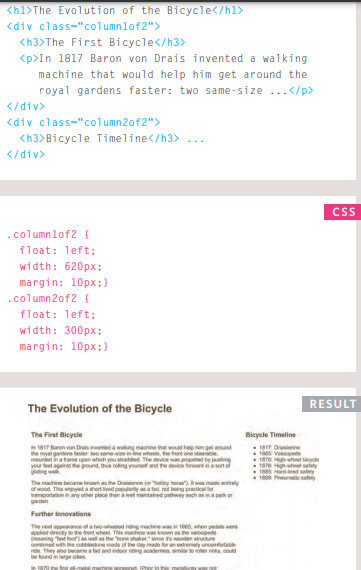 <h1>The Evolution of the Bicycle</h1>
<div class="column1of2">
<h3>The First Bicycle</h3>
<p>In 1817 Baron von Drais invented a walking
machine that would help him get around the
royal gardens faster: two same-size ...</p>
</div>
<div class="column2of2">
<h3>Bicycle Timeline</h3> ...
</div>
CSS
.column1of2 {
float: left;
width: 620px;
margin: 10px;}
.column2of2 {
float: left;
width: 300px;
margin: 10px;}
RESULT
The Evolution of the Bicycle
The First Bicycle
In 1817 Baron von Drais invented a walking machine that would help him get around
the royal gardens faster: two same-size in-line wheels, the front one steerable,
mounted in a frame upon which you straddled. The device was propelled by pushing
your feet against the ground, thus rolling yourself and the device forward in a sort of
gliding walk.
The machine became known as the Draisienne (or "hobby horse"). It was made entirely
of wood. This enjoyed a short lived popularity as a fad, not being practical for
transportation in any other place than a well maintained pathway such as in a park or
garden.
Further Innovations
The next appearance of a two-wheeled riding machine was in 1865, when pedals were
applied directly to the front wheel. This machine was known as the velocipede
(meaning "fast foot") as well as the "bone shaker," since it's wooden structure
combined with the cobblestone roads of the day made for an extremely uncomfortable
ride. They also became a fad and indoor riding academies, similar to roller rinks, could
be found in large cities.
In 1870 the first all-metal machine appeared. (Prior to this, metallurgy was not
Bicycle Timeline
1817: Draisienne
1865: Velocipede
1870: High-wheel bicycle
1876: High-wheel safety
1885: Hard-tired safety
1888: Pneumatic safety